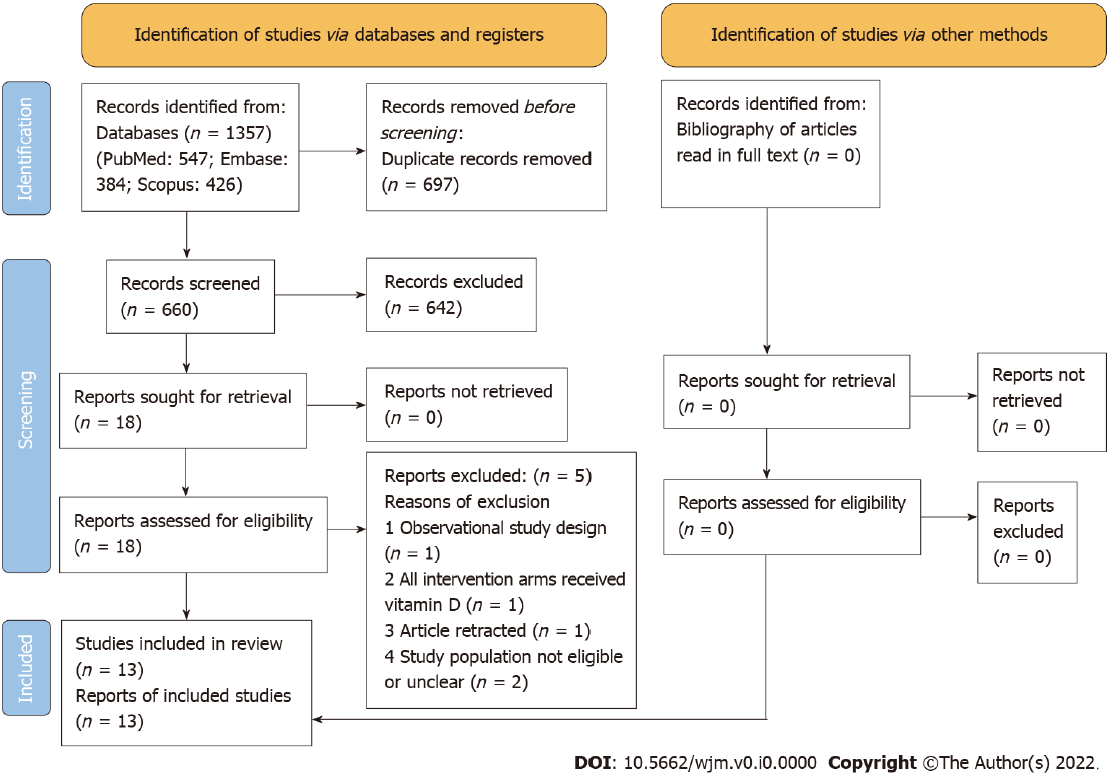 Identification of studies via databases and registers
Identification of studies via other methods
Identification
Records identified from:
Databases (n = 1357)
(PubMed: 547; Embase:
384; Scopus: 426)
Records removed before
screening:
Duplicate records removed
(n = 697)
Records identified from:
Bibliography of articles
read in full text (n = 0)
Screening
Records screened
(n = 660)
Records excluded
(n = 642)
Reports sought for retrieval
(n = 18)
Reports not retrieved
(n = 0)
Reports sought for retrieval
(n = 0)
Reports not
retrieved
(n = 0)
Reports assessed for eligibility
(n = 18)
Reports excluded: (n = 5)
Reasons of exclusion
1 Observational study design
(n = 1)
2 All intervention arms received
vitamin D (n = 1)
3 Article retracted (n = 1)
4 Study population not eligible
or unclear (n = 2)
Reports assessed for eligibility
(n = 0)
Reports
excluded
(n = 0)
Included
Studies included in review
(n = 13)
Reports of included studies
(n = 13)
DOI: 10.5662/wjm.v0.i0.0000 Copyright ©The Author(s) 2022.